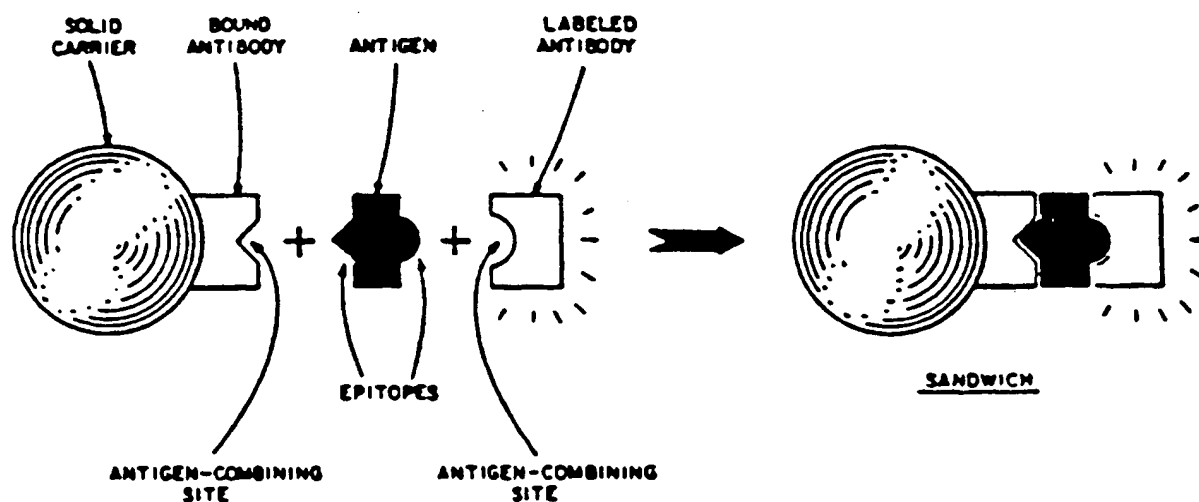 SOLID
CARRIER
BOUND
ANTIBODY
ANTIGEN
LABELED
ANTIBODY
+
+
EPITOPES
SANDWICH
ANTIGEN-COMBINING
SITE
ANTIGEN-COMBINING
SITE